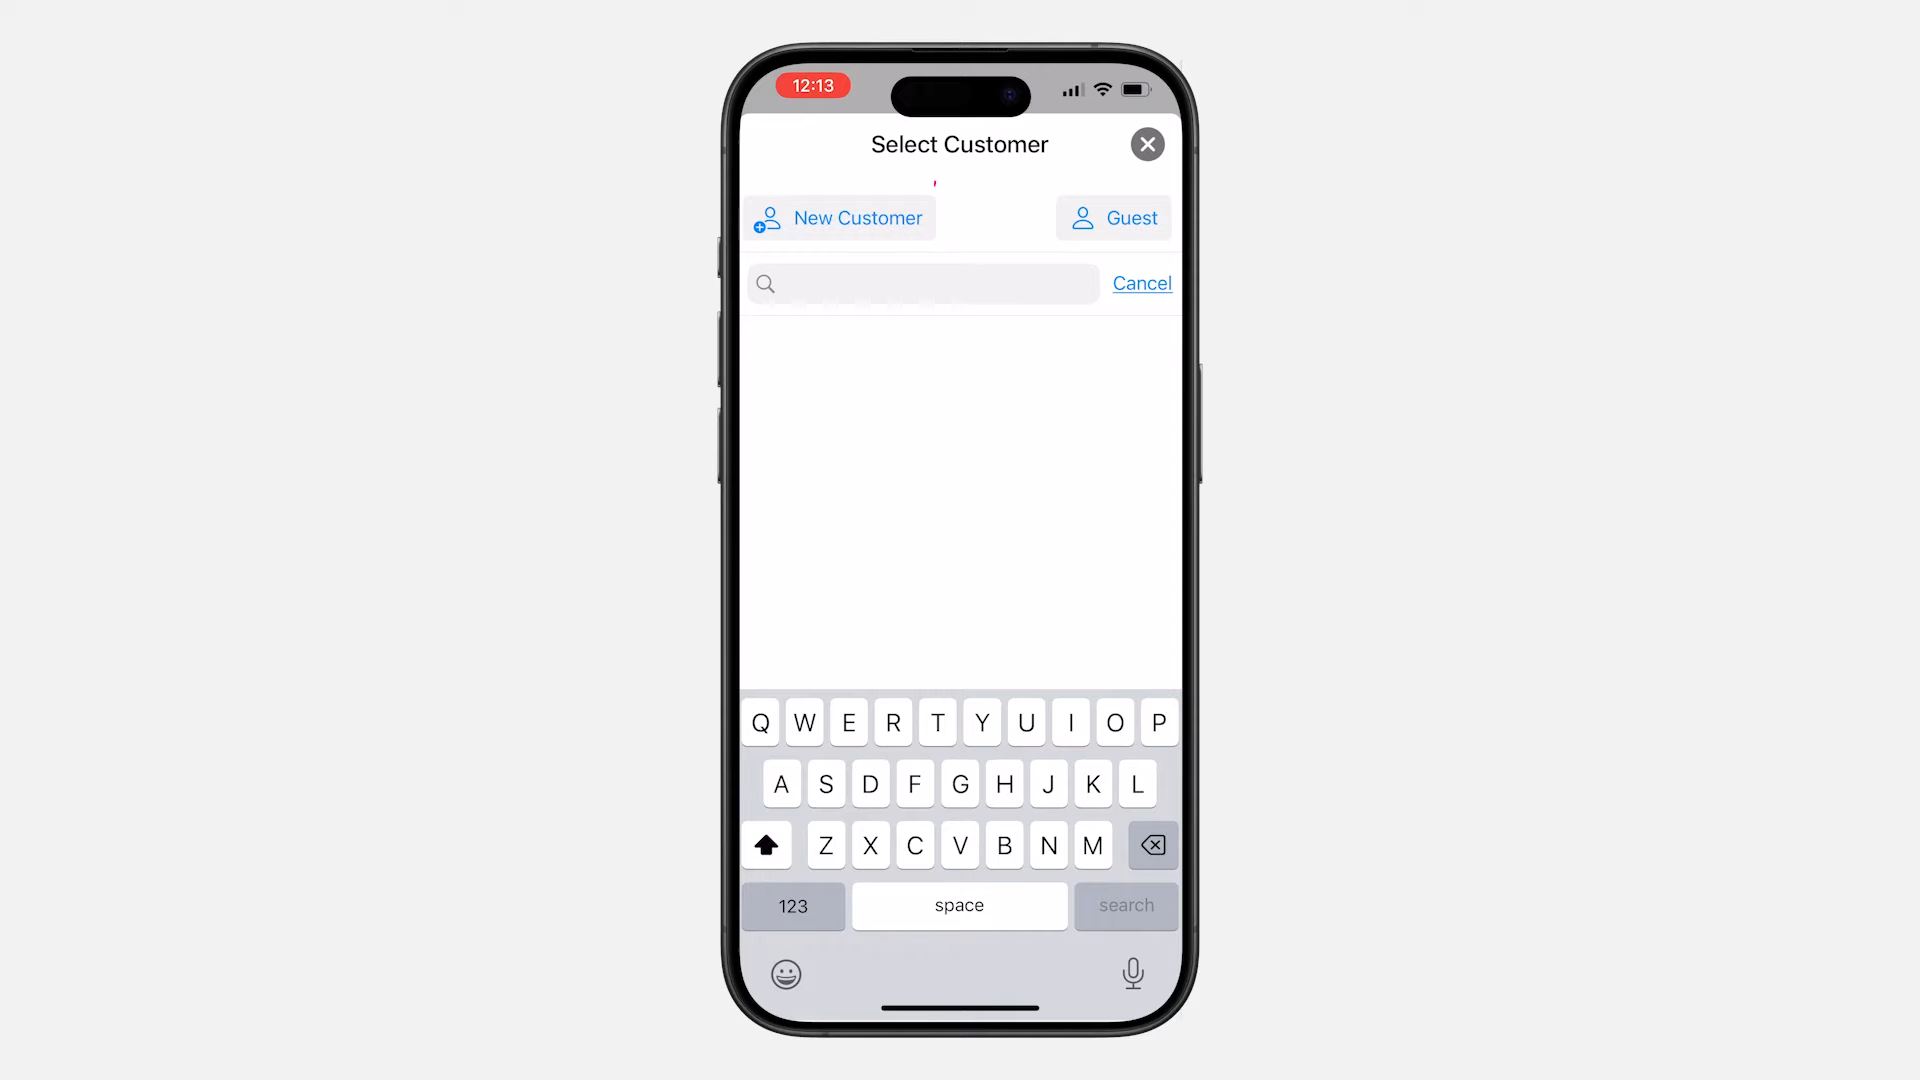 12:13
Select Customer
New Customer
Guest
Cancel
Q W E R T Y U I O P
A S D F G H J K L
Z X C V B N M
123 space search